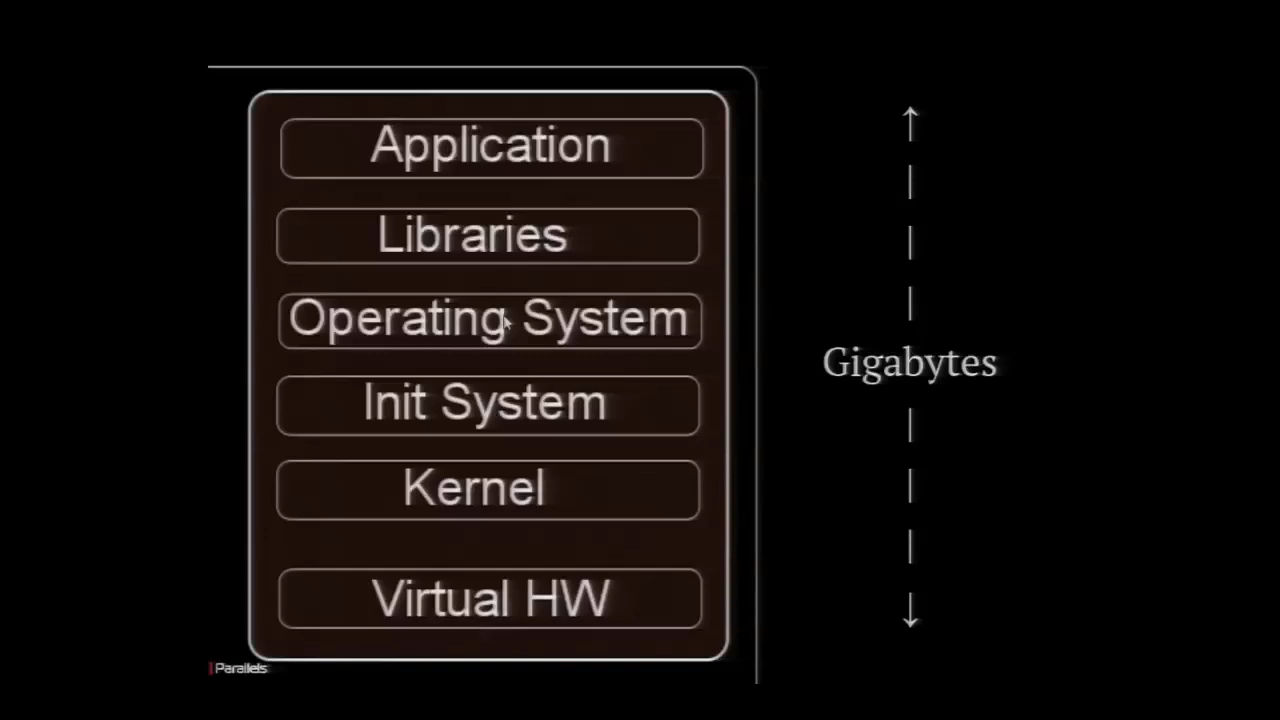 Application
Libraries
Operating System
Init System
Kernel
Virtual HW
Gigabytes
Parallels